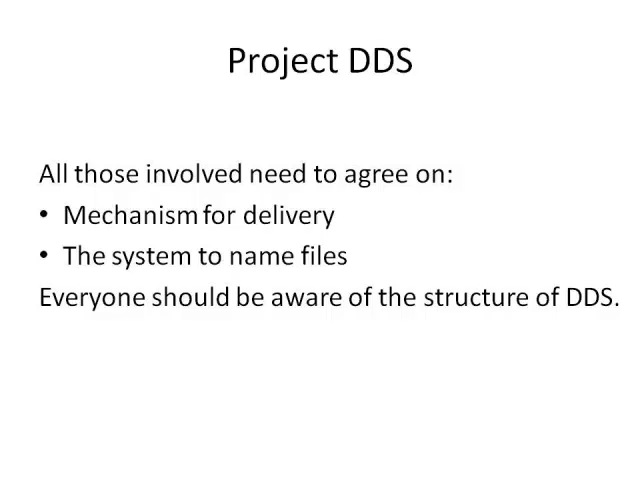 Project DDS
All those involved need to agree on:
• Mechanism for delivery
• The system to name files
Everyone should be aware of the structure of DDS.